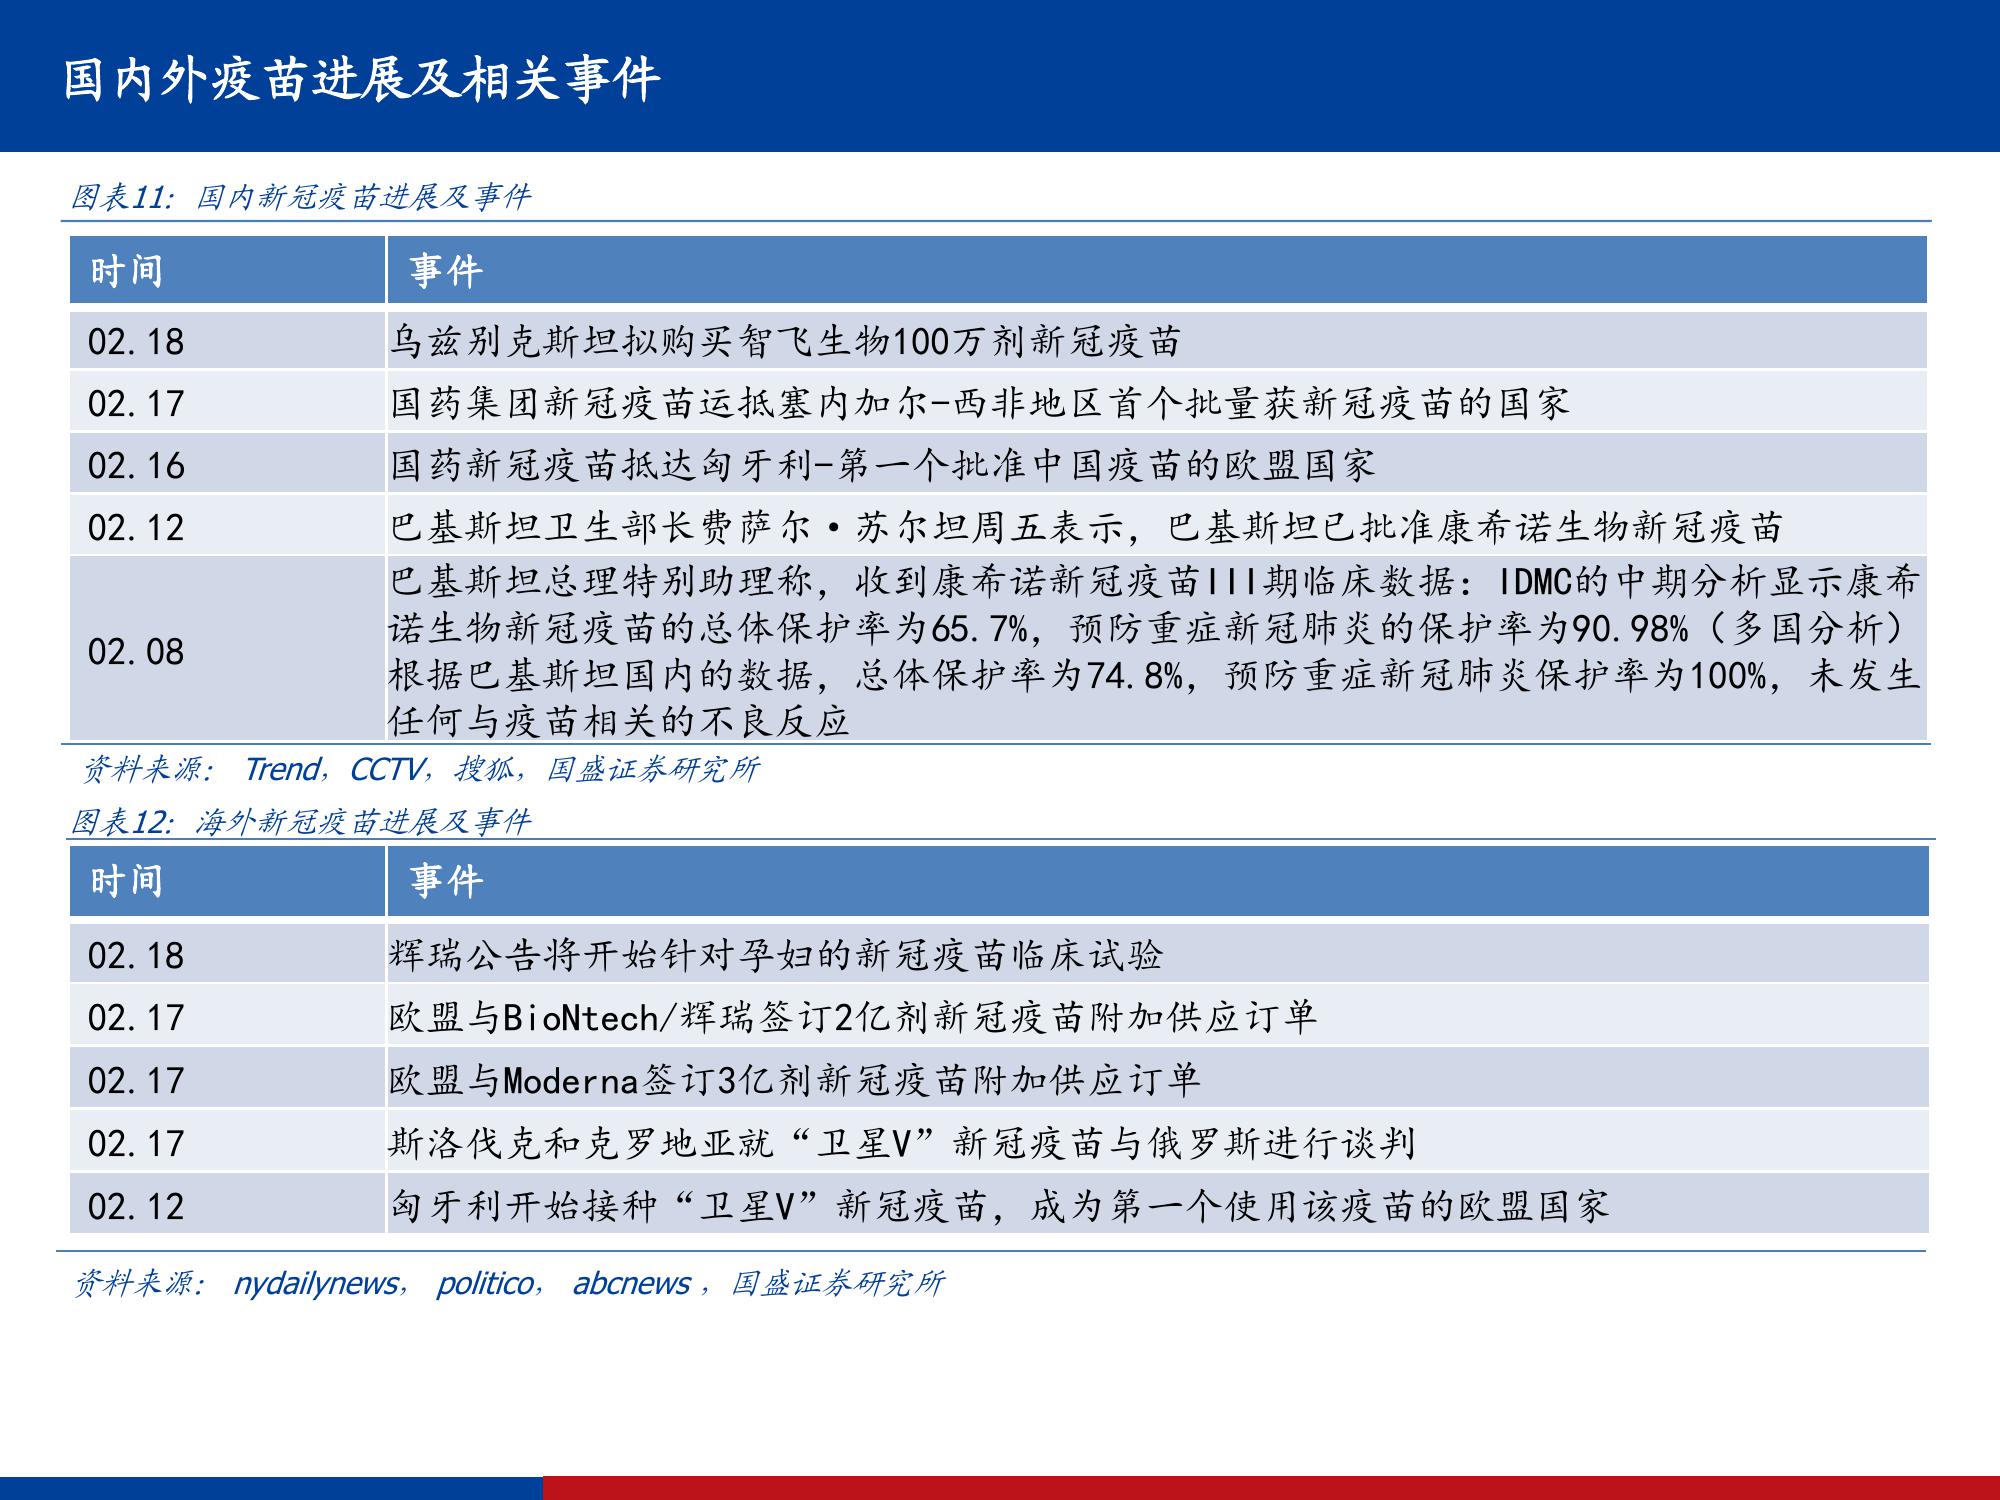 国内外疫苗进展及相关事件
图表11: 国内新冠疫苗进展及事件
时间 事件
02.18 乌兹别克斯坦拟购买智飞生物100万剂新冠疫苗
02.17 国药集团新冠疫苗运抵塞内加尔-西非地区首个批量获新冠疫苗的国家
02.16 国药新冠疫苗抵达匈牙利-第一个批准中国疫苗的欧盟国家
02.12 巴基斯坦卫生部长费萨尔·苏尔坦周五表示，巴基斯坦已批准康希诺生物新冠疫苗
巴基斯坦总理特别助理称，收到康希诺新冠疫苗III期临床数据：IDMC的中期分析显示康希
诺生物新冠疫苗的总体保护率为65.7%，预防重症新冠肺炎的保护率为90.98%（多国分析）
02.08
根据巴基斯坦国内的数据，总体保护率为74.8%，预防重症新冠肺炎保护率为100%，未发生
任何与疫苗相关的不良反应
资料来源： Trend，CCTV，搜狐，国盛证券研究所
图表12: 海外新冠疫苗进展及事件
时间 事件
02.18 辉瑞公告将开始针对孕妇的新冠疫苗临床试验
02.17 欧盟与BioNtech/辉瑞签订2亿剂新冠疫苗附加供应订单
02.17 欧盟与Moderna签订3亿剂新冠疫苗附加供应订单
02.17 斯洛伐克和克罗地亚就“卫星V”新冠疫苗与俄罗斯进行谈判
02.12 匈牙利开始接种“卫星V”新冠疫苗，成为第一个使用该疫苗的欧盟国家
资料来源： nydailynews， politico， abcnews ，国盛证券研究所